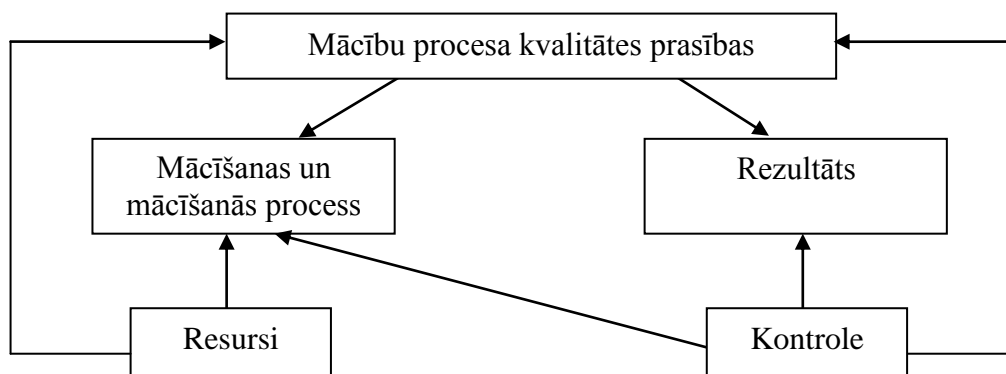 Mācību procesa kvalitātes prasības
Mācīšanas un
mācīšanās process
Rezultāts
Resursi
Kontrole